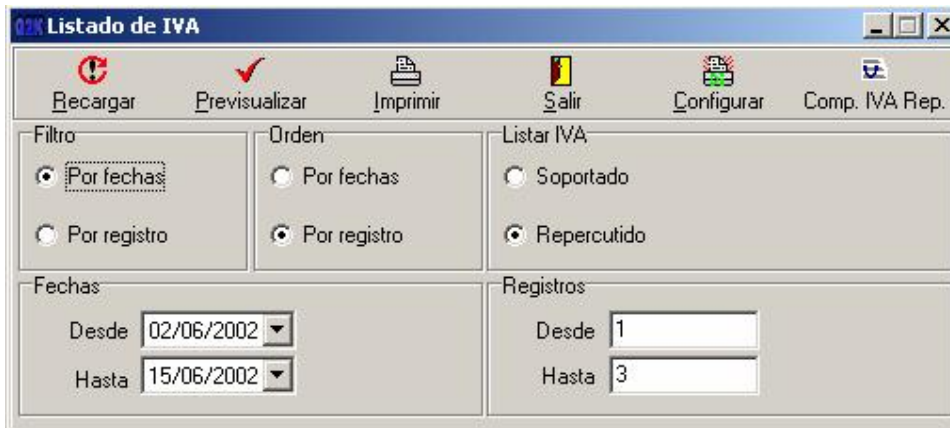 Q2K Listado de IVA
Recargar Previsualizar Imprimir Salir Configurar Comp. IVA Rep.
Filtro Orden Listar IVA
Por fechas Por fechas Soportado
Por registro Por registro Repercutido
Fechas Registros
Desde 02/06/2002 Desde 1
Hasta 15/06/2002 Hasta 3